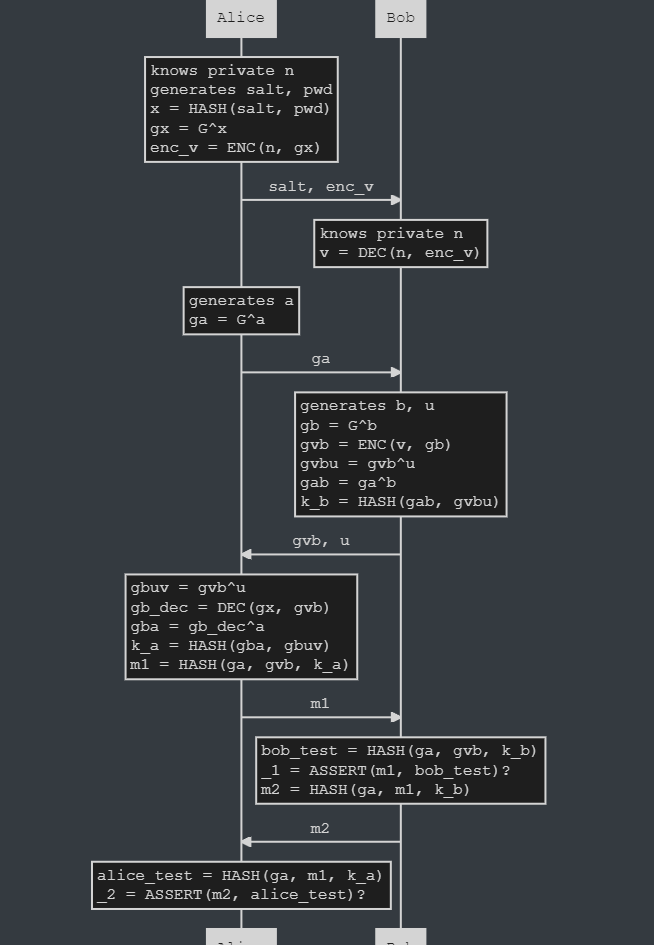 Alice Bob
knows private n
generates salt, pwd
x = HASH(salt, pwd)
gx = G^x
enc_v = ENC(n, gx)
salt, enc_v
knows private n
v = DEC(n, enc_v)
generates a
ga = G^a
ga
generates b, u
gb = G^b
gvb = ENC(v, gb)
gvbu = gvb^u
gab = ga^b
k_b = HASH(gab, gvbu)
gvb, u
gbuv = gvb^u
gb_dec = DEC(gx, gvb)
gba = gb_dec^a
k_a = HASH(gba, gbuv)
m1 = HASH(ga, gvb, k_a)
m1
bob_test = HASH(ga, gvb, k_b)
_1 = ASSERT(m1, bob_test)?
m2 = HASH(ga, m1, k_b)
m2
alice_test = HASH(ga, m1, k_a)
_2 = ASSERT(m2, alice_test)?